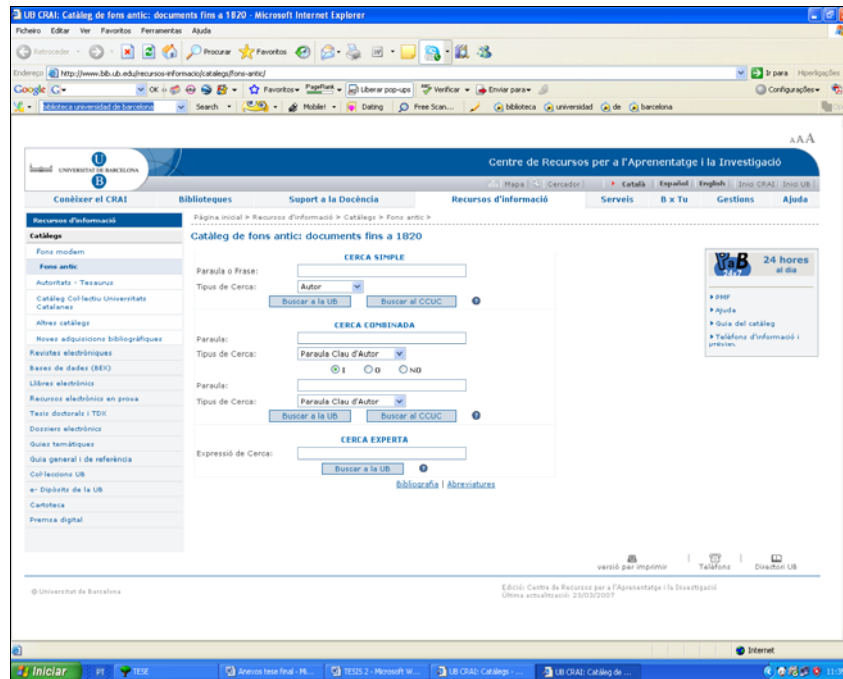 UB CRAI: Catàleg de fons antic: documents fins a 1820 - Microsoft Internet Explorer
Ficheiro Editar Ver Favoritos Ferramentas Ajuda
Retroceder Procurar Favoritos
Endereço http://www.bib.ub.edu/recursos-informacio/catalegs/fons-antic/ Ir para Hiperligações
Google G OK Favoritos PageRank Liberar pop-ups Verificar Enviar para Configurações
biblioteca universidad de barcelona Search Mobile! Dating Free Scan... biblioteca universidad de barcelona
AAA
UNIVERSITAT DE BARCELONA
UB
Centre de Recursos per a l'Aprenentatge i la Investigació
Mapa Cercador Català Español English Inici CRAI Inici UB
Conèixer el CRAI Biblioteques Suport a la Docència Recursos d'informació Serveis B x Tu Gestions Ajuda
Recursos d'informació
Pàgina inicial > Recursos d'informació > Catàlegs > Fons antic >
Catàlegs
Fons modern
Fons antic
Autoritats - Tesaurus
Catàleg Col·lectiu Universitats
Catalanes
Altres catàlegs
Noves adquisicions bibliogràfiques
Revistes electròniques
Bases de dades (BEX)
Llibres electrònics
Recursos electrònics en prova
Tesis doctorals i TDX
Dossiers electrònics
Guies temàtiques
Guia general i de referència
Col·leccions UB
e- Dipòsits de la UB
Cartoteca
Premsa digital
Catàleg de fons antic: documents fins a 1820
CERCA SIMPLE
Paraula o Frase:
Tipus de Cerca: Autor
Buscar a la UB Buscar al CCUC
CERCA COMBINADA
Paraula:
Tipus de Cerca: Paraula Clau d'Autor
I O NO
Paraula:
Tipus de Cerca: Paraula Clau d'Autor
Buscar a la UB Buscar al CCUC
CERCA EXPERTA
Expressió de Cerca:
Buscar a la UB
Bibliografia | Abreviatures
PaB 24x7
24 hores
al dia
PMF
Ajuda
Guia del catàleg
Telèfons d'informació i
préstec.
versió per imprimir Telèfons Directori UB
© Universitat de Barcelona
Edició: Centre de Recursos per a l'Aprenentatge i la Investigació
Última actualització: 23/03/2007
Internet
Iniciar PT TESE Anexos tese final - Mi... TESIS 2 - Microsoft W... UB CRAI: Catàlegs - ... UB CRAI: Catàleg de ...